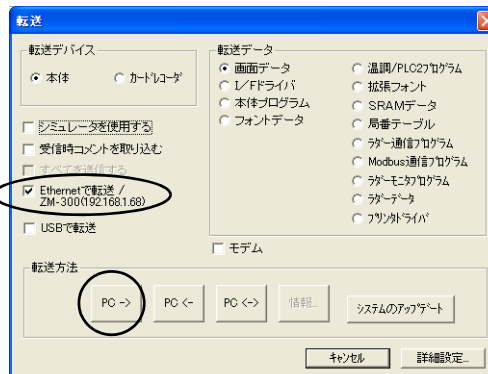 転送
転送デバイス
本体
カードレコーダ
シミュレータを使用する
受信時コメントを取り込む
すべてを送信する
Ethernetで転送 /
ZM-300(192.168.1.68)
USBで転送
転送データ
画面データ
I/Fドライバ
本体プログラム
フォントデータ
温調/PLC2プログラム
拡張フォント
SRAMデータ
局番テーブル
ラダー通信プログラム
Modbus通信プログラム
ラダーモニタプログラム
ラダーデータ
プリンタドライバ
モデム
転送方法
PC ->
PC <-
PC <->
情報...
システムのアップデート
キャンセル
詳細設定...